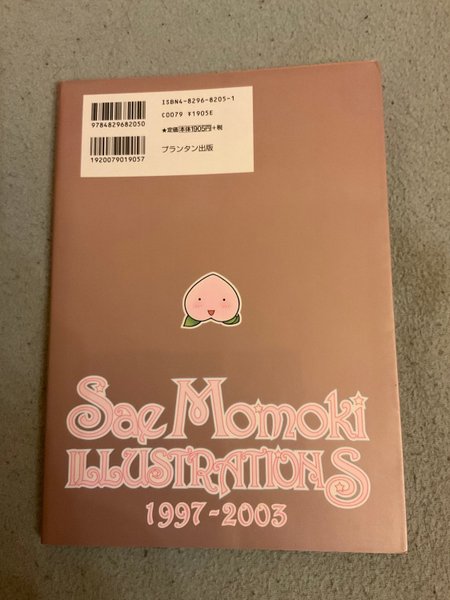 ISBN4-8296-8205-1
C0079 ¥1905E
★定価 本体1905円+税
プランタン出版
9784829682050
1920079019057
Sae Momoki
ILLUSTRATIONS
1997-2003